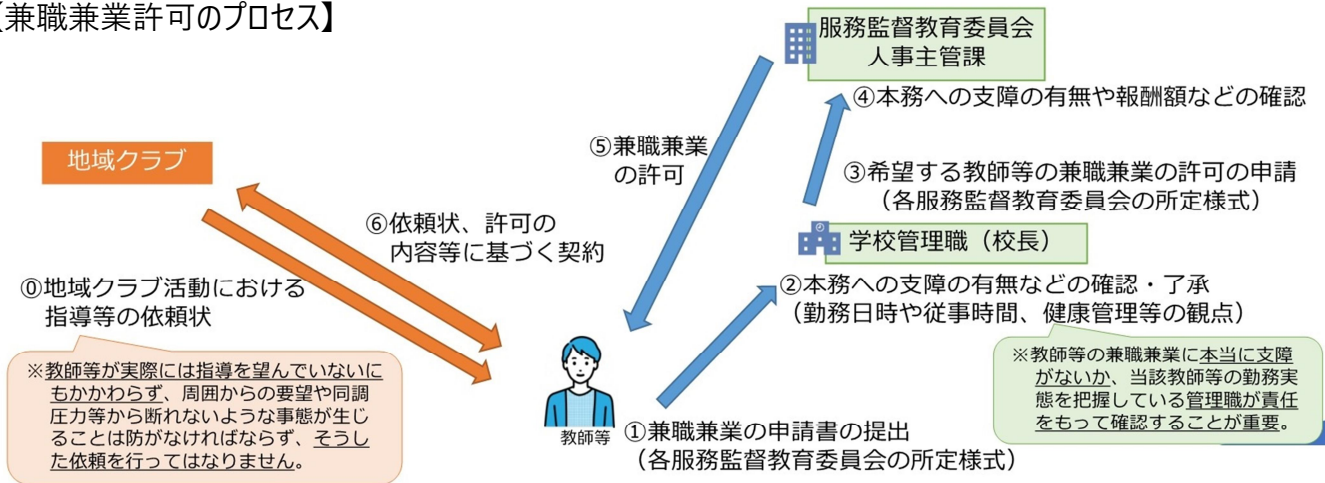 【兼職兼業許可のプロセス】
服務監督教育委員会
人事主管課
④本務への支障の有無や報酬額などの確認
⑤兼職兼業
の許可
地域クラブ
③希望する教師等の兼職兼業の許可の申請
（各服務監督教育委員会の所定様式）
⑥依頼状、許可の
内容等に基づく契約
学校管理職（校長）
⓪地域クラブ活動における
指導等の依頼状
②本務への支障の有無などの確認・了承
（勤務日時や従事時間、健康管理等の観点）
※教師等が実際には指導を望んでいないに
もかかわらず、周囲からの要望や同調
圧力等から断れないような事態が生じ
ることは防がなければならず、そうし
た依頼を行ってはなりません。
※教師等の兼職兼業に本当に支障
がないか、当該教師等の勤務実
態を把握している管理職が責任
をもって確認することが重要。
教師等
①兼職兼業の申請書の提出
（各服務監督教育委員会の所定様式）